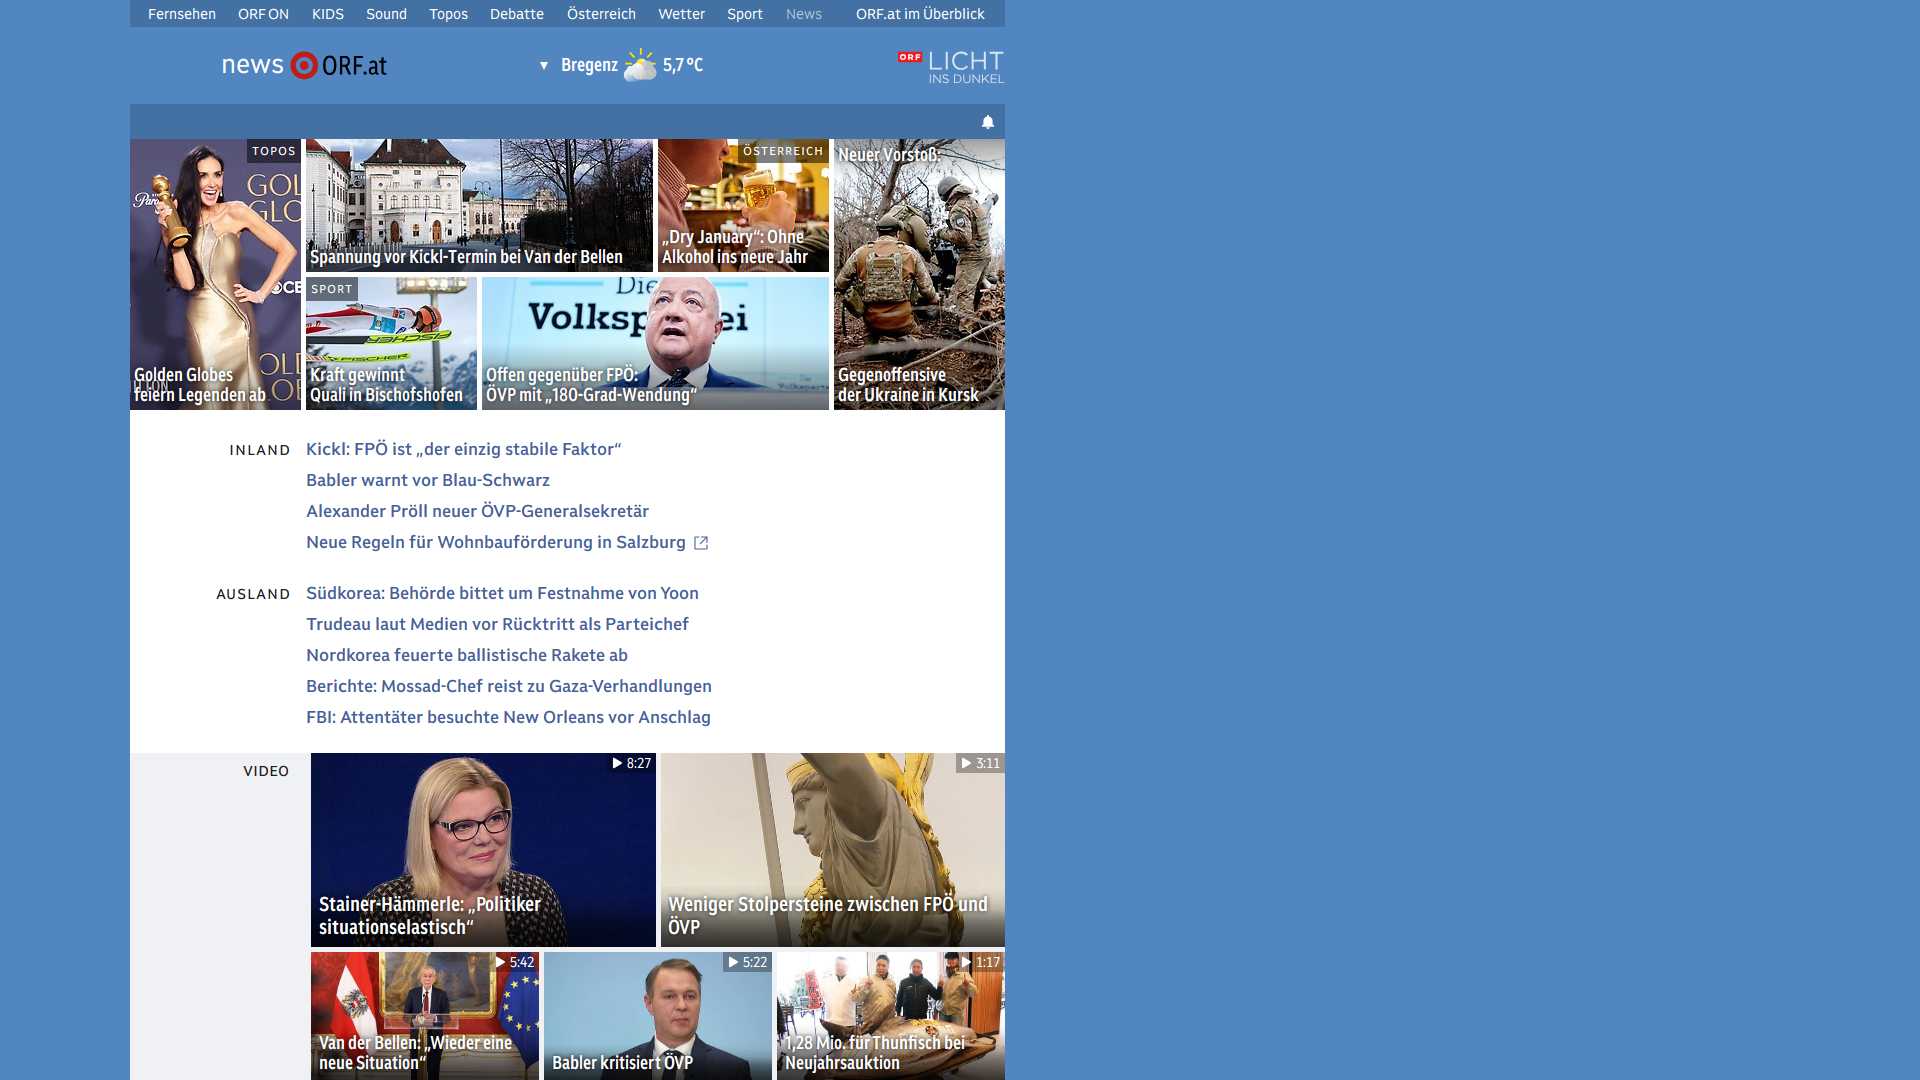 Fernsehen ORF ON KIDS Sound Topos Debatte Österreich Wetter Sport News ORF.at im Überblick
news ORF.at
Bregenz 5,7 °C
ORF LICHT
INS DUNKEL
TOPOS
Golden Globes
feiern Legenden ab
Spannung vor Kickl-Termin bei Van der Bellen
ÖSTERREICH
„Dry January“: Ohne
Alkohol ins neue Jahr
Neuer Vorstoß:
Gegenoffensive
der Ukraine in Kursk
SPORT
FISCHER
Kraft gewinnt
Quali in Bischofshofen
Die
Volksp ei
Offen gegenüber FPÖ:
ÖVP mit „180-Grad-Wendung“
INLAND
Kickl: FPÖ ist „der einzig stabile Faktor“
Babler warnt vor Blau-Schwarz
Alexander Pröll neuer ÖVP-Generalsekretär
Neue Regeln für Wohnbauförderung in Salzburg
AUSLAND
Südkorea: Behörde bittet um Festnahme von Yoon
Trudeau laut Medien vor Rücktritt als Parteichef
Nordkorea feuerte ballistische Rakete ab
Berichte: Mossad-Chef reist zu Gaza-Verhandlungen
FBI: Attentäter besuchte New Orleans vor Anschlag
VIDEO
8:27
Stainer-Hämmerle: „Politiker
situationselastisch“
3:11
Weniger Stolpersteine zwischen FPÖ und
ÖVP
5:42
Van der Bellen: „Wieder eine
neue Situation“
5:22
Babler kritisiert ÖVP
1:17
1,28 Mio. für Thunfisch bei
Neujahrsauktion